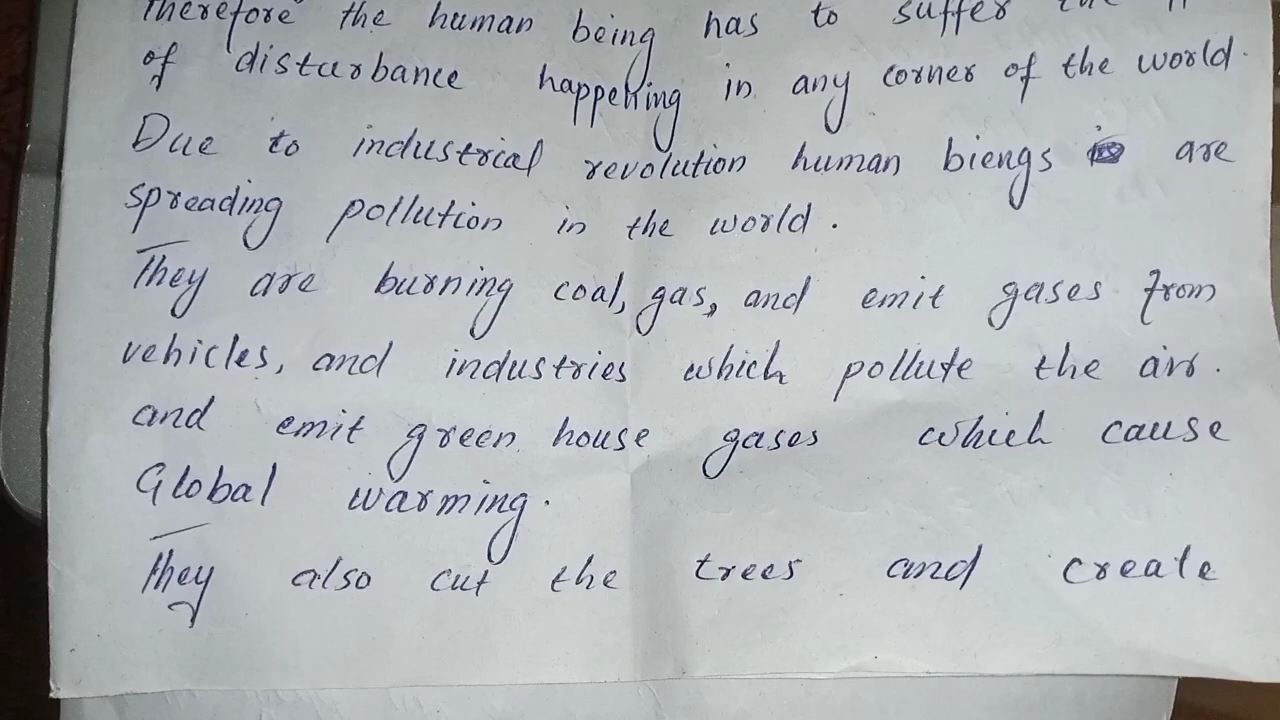 Therefore the human being has to suffer the
of disturbance happening in any corner of the world.
Due to industrial revolution human biengs are
spreading pollution in the world.
They are burning coal, gas, and emit gases from
vehicles, and industries which pollute the air.
and emit green house gases which cause
Global warming.
They also cut the trees and create